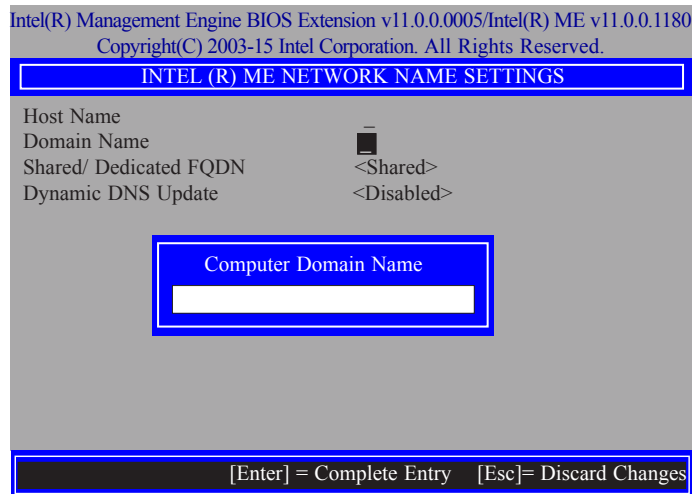 Intel(R) Management Engine BIOS Extension v11.0.0.0005/Intel(R) ME v11.0.0.1180
Copyright(C) 2003-15 Intel Corporation. All Rights Reserved.
INTEL (R) ME NETWORK NAME SETTINGS
Host Name _
Domain Name _
Shared/ Dedicated FQDN <Shared>
Dynamic DNS Update <Disabled>
Computer Domain Name
[Enter] = Complete Entry [Esc]= Discard Changes